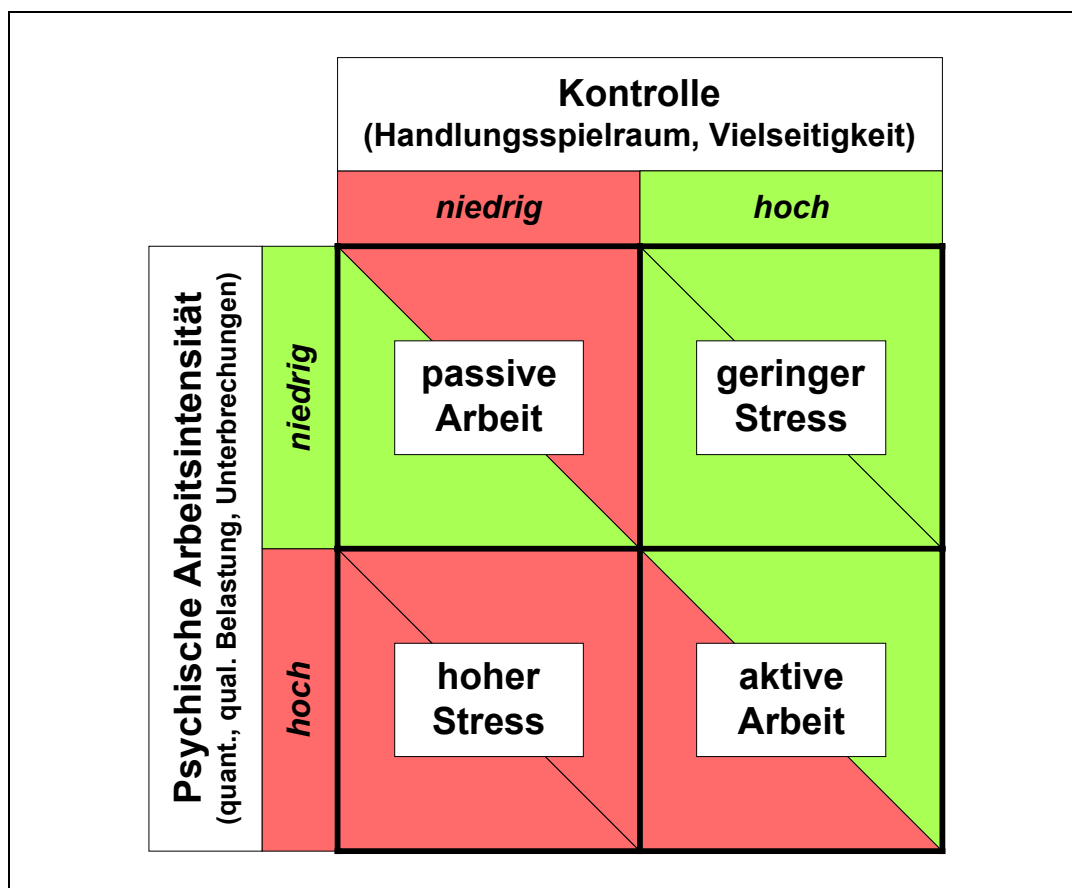 Kontrolle
(Handlungsspielraum, Vielseitigkeit)
niedrig
hoch
Psychische Arbeitsintensität
(quant., qual. Belastung, Unterbrechungen)
niedrig
passive
Arbeit
geringer
Stress
hoch
hoher
Stress
aktive
Arbeit